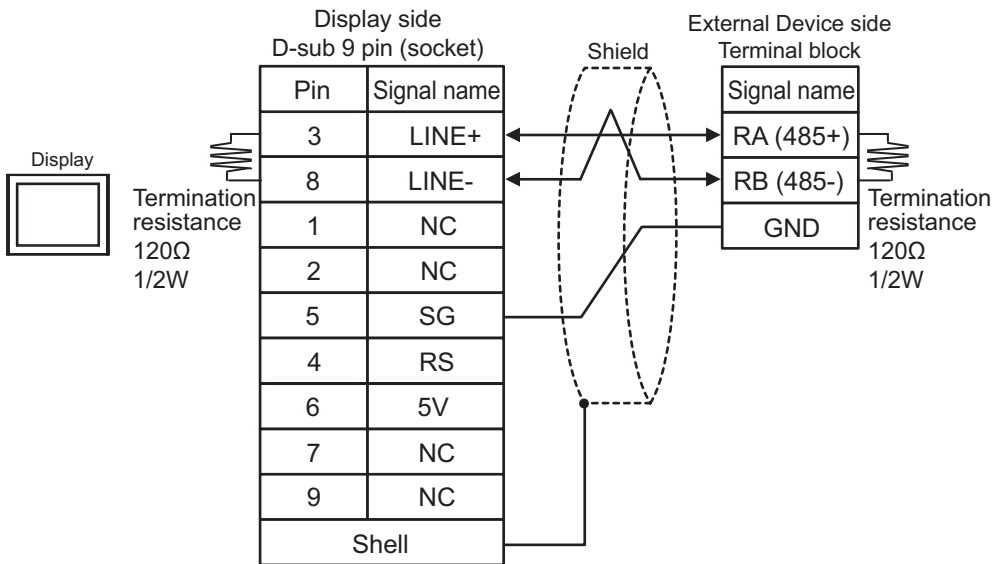 Display side
D-sub 9 pin (socket)
Shield
External Device side
Terminal block
Pin Signal name
Signal name
3 LINE+
RA (485+)
Display
8 LINE-
RB (485-)
Termination
resistance
120Ω
1/2W
Termination
resistance
120Ω
1/2W
1 NC
GND
2 NC
5 SG
4 RS
6 5V
7 NC
9 NC
Shell